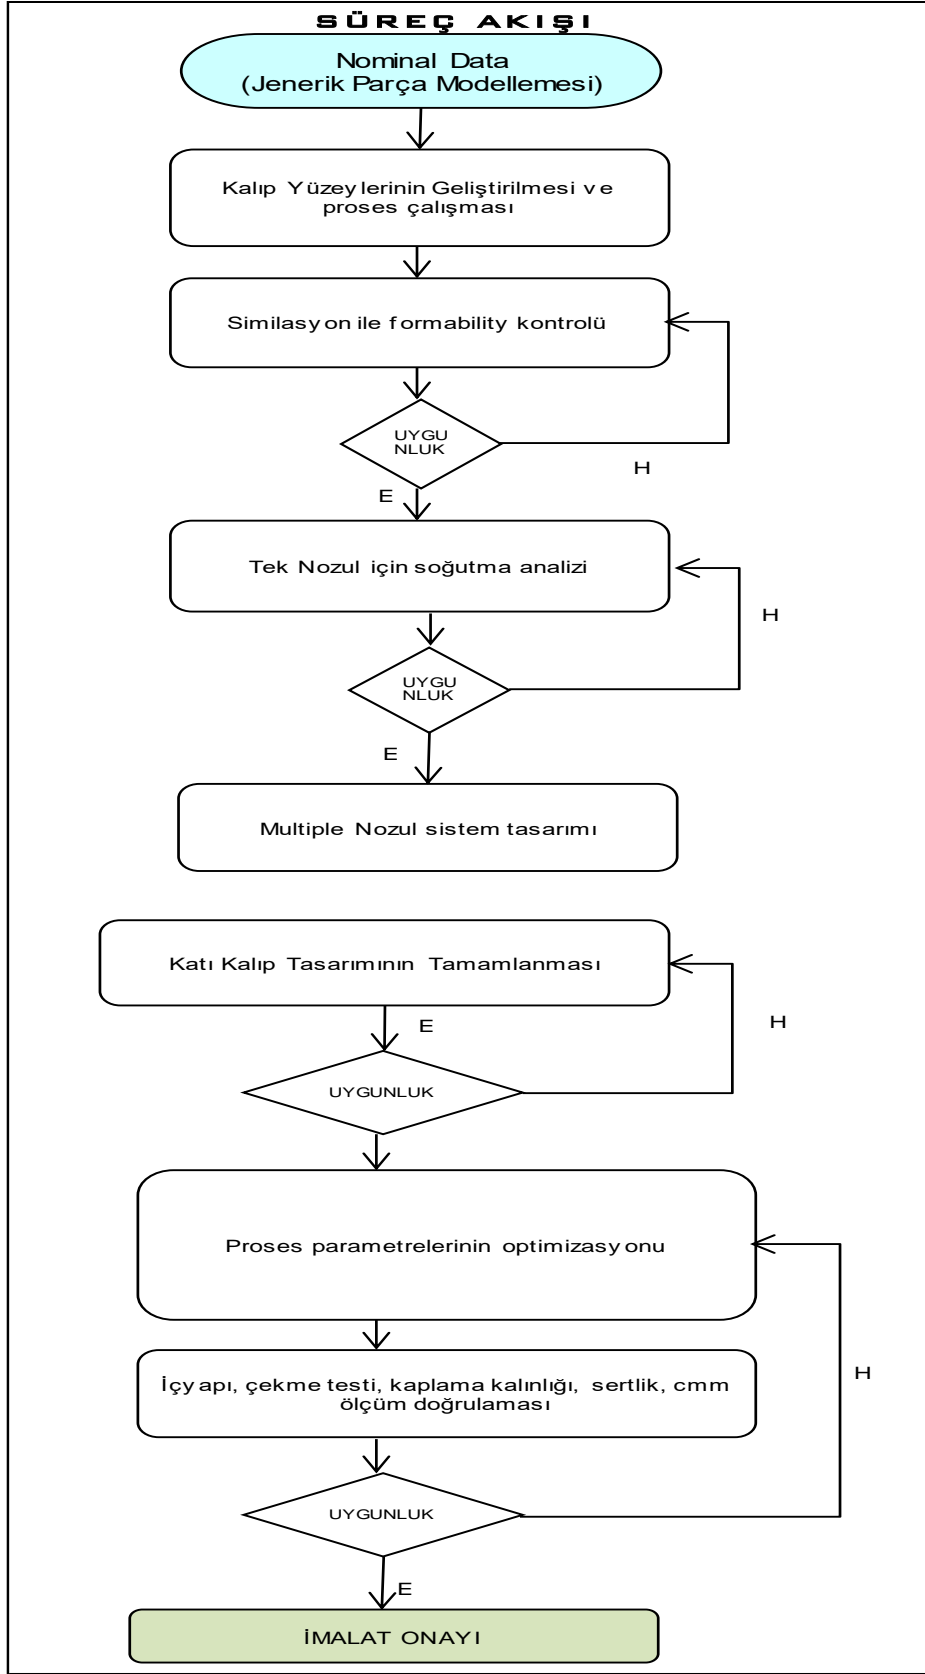 SÜREÇ AKIŞI
Nominal Data
(Jenerik Parça Modellemesi)
Kalıp Yüzeylerinin Geliştirilmesi ve
proses çalışması
Similasyon ile formability kontrolü
UYGU
NLUK
H
E
Tek Nozul için soğutma analizi
H
UYGU
NLUK
E
Multiple Nozul sistem tasarımı
Katı Kalıp Tasarımının Tamamlanması
E
H
UYGUNLUK
Proses parametrelerinin optimizasyonu
İçyapı, çekme testi, kaplama kalınlığı, sertlik, cmm
ölçüm doğrulaması
H
UYGUNLUK
E
İMALAT ONAYI